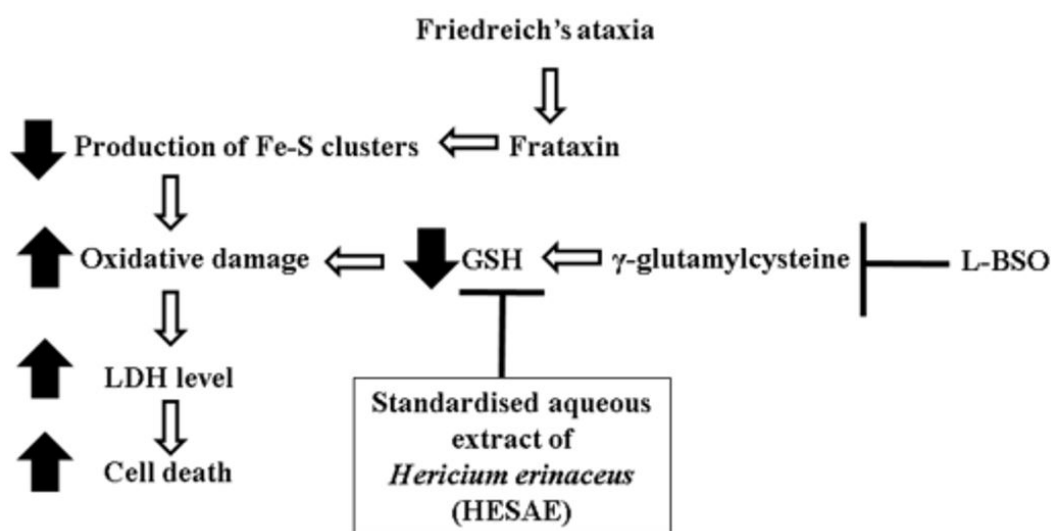 Friedreich's ataxia
Production of Fe-S clusters
Frataxin
Oxidative damage
GSH
γ-glutamylcysteine
L-BSO
LDH level
Cell death
Standardised aqueous
extract of
Hericium erinaceus
(HESAE)